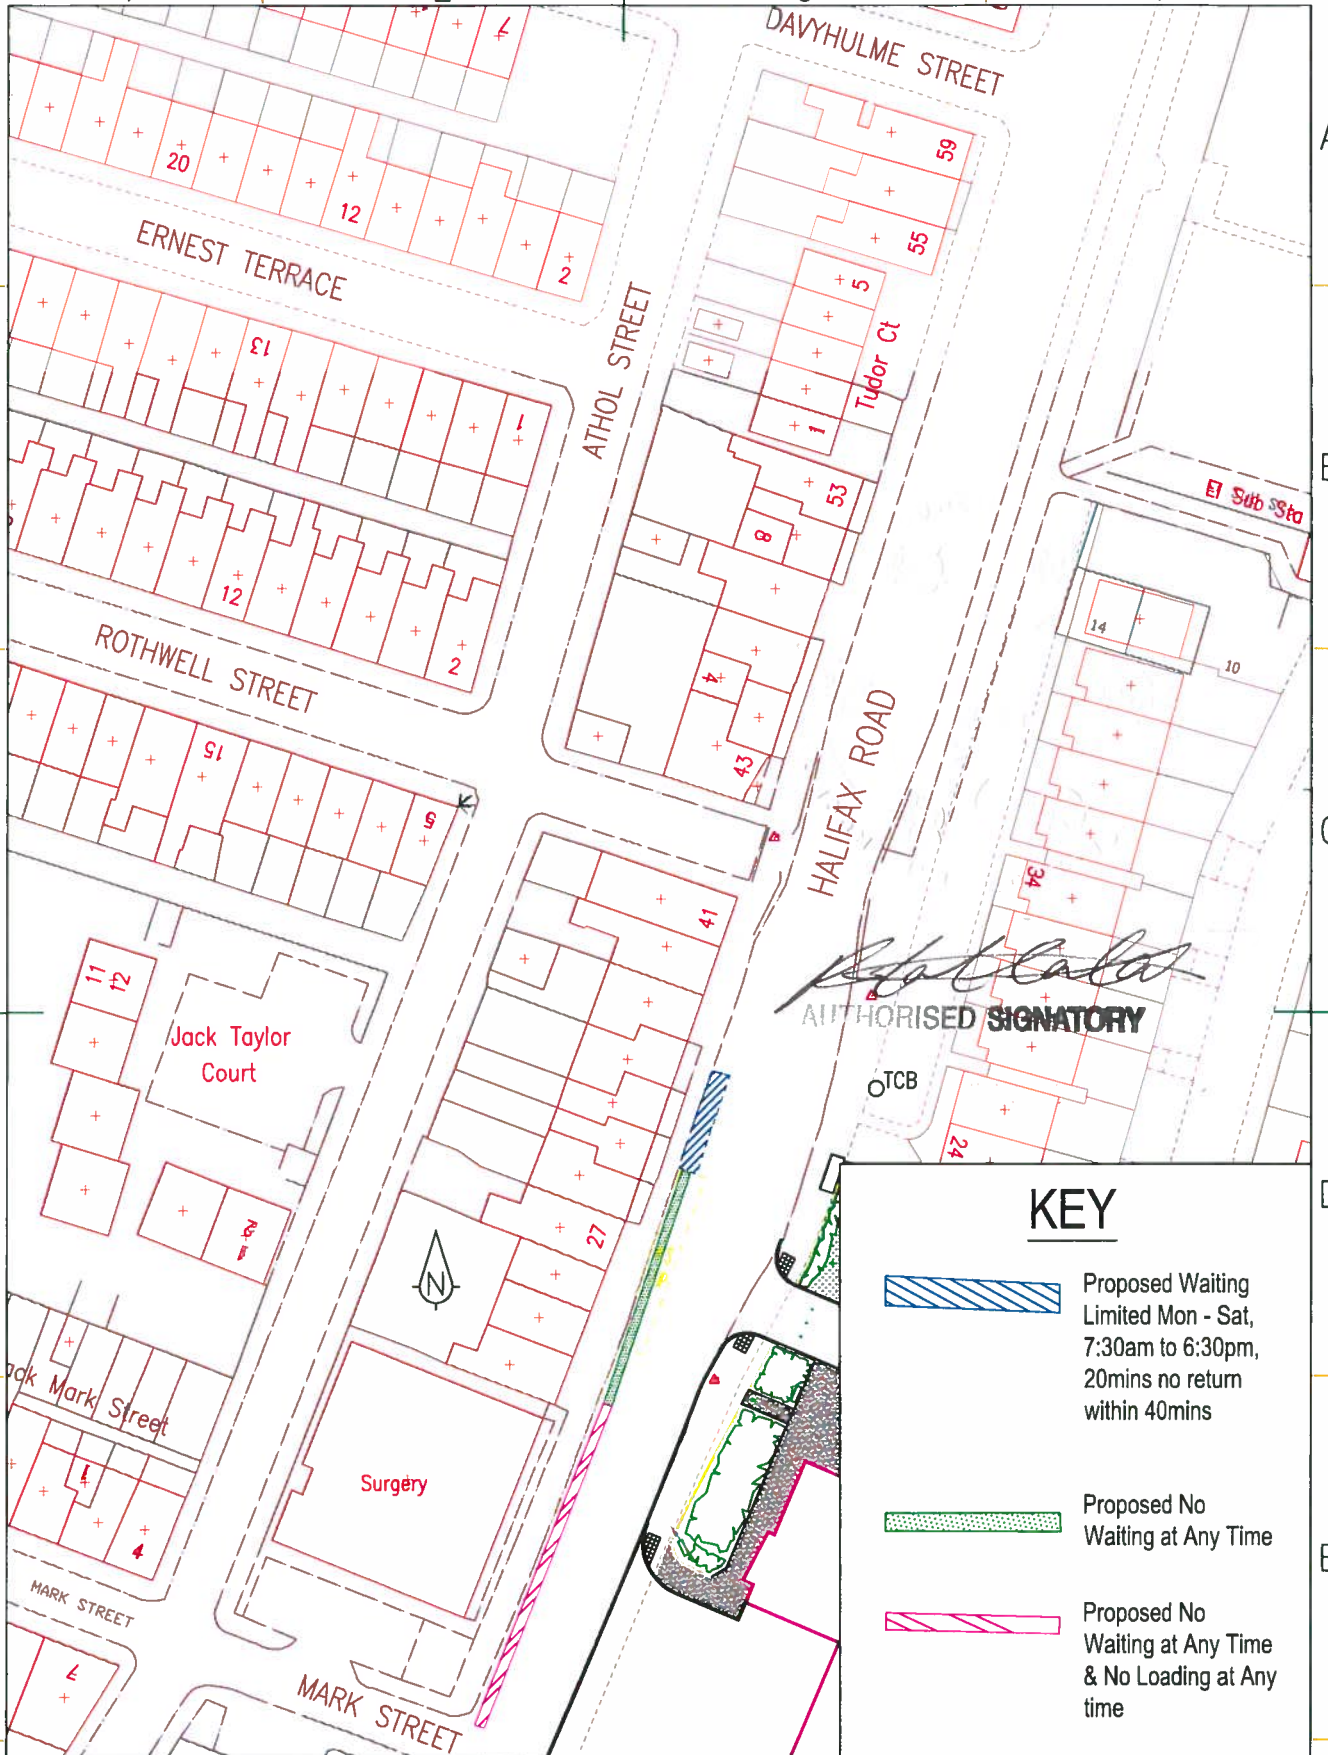 DAVYHULME STREET
7
59
20
12
55
ERNEST TERRACE
2
5
Tudor Ct
13
ATHOL STREET
1
1
53
El Sub Sta
8
12
14
ROTHWELL STREET
2
10
4
15
43
HALIFAX ROAD
5
34
41
11
12
AUTHORISED SIGNATORY
Jack Taylor
Court
TCB
24
27
N
Mark Street
Surgery
1
4
MARK STREET
7
MARK STREET
KEY
Proposed Waiting
Limited Mon - Sat,
7:30am to 6:30pm,
20mins no return
within 40mins
Proposed No
Waiting at Any Time
Proposed No
Waiting at Any Time
& No Loading at Any
time